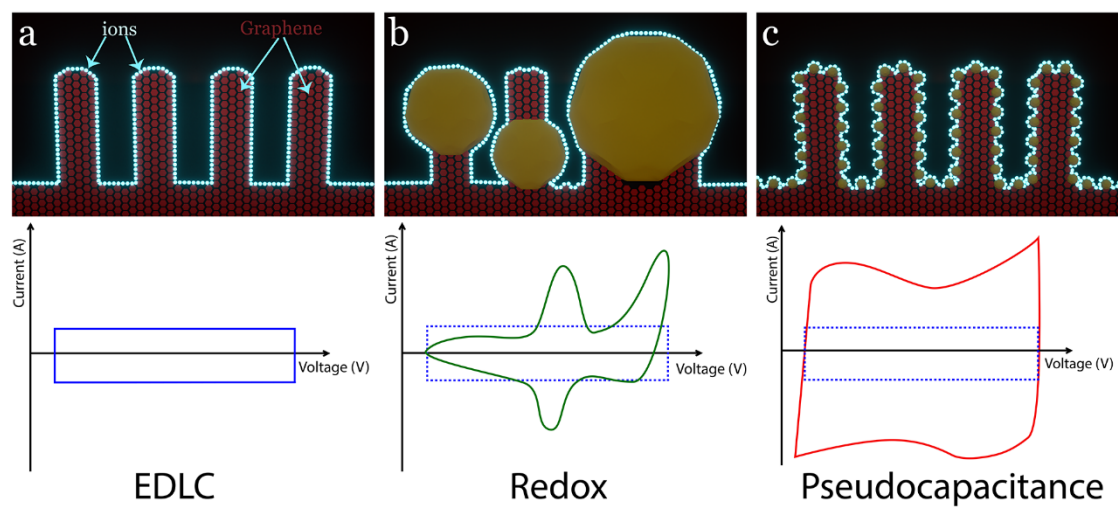 a
ions
Graphene
b
c
Current (A)
Voltage (V)
Current (A)
Voltage (V)
Current (A)
Voltage (V)
EDLC
Redox
Pseudocapacitance